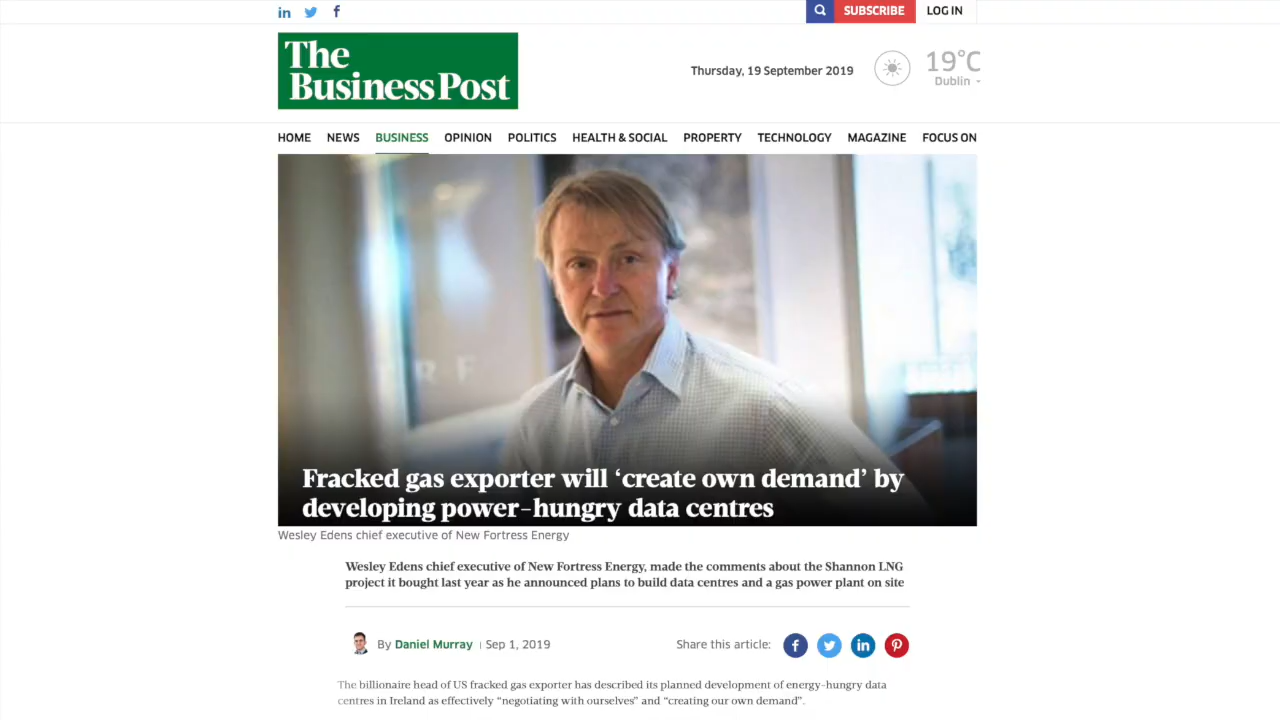 SUBSCRIBE LOG IN
The
Business Post
Thursday, 19 September 2019
19°C
Dublin
HOME NEWS BUSINESS OPINION POLITICS HEALTH & SOCIAL PROPERTY TECHNOLOGY MAGAZINE FOCUS ON
Fracked gas exporter will ‘create own demand’ by
developing power-hungry data centres
Wesley Edens chief executive of New Fortress Energy
Wesley Edens chief executive of New Fortress Energy, made the comments about the Shannon LNG
project it bought last year as he announced plans to build data centres and a gas power plant on site
By Daniel Murray | Sep 1, 2019
Share this article:
The billionaire head of US fracked gas exporter has described its planned development of energy-hungry data
centres in Ireland as effectively “negotiating with ourselves” and “creating our own demand”.